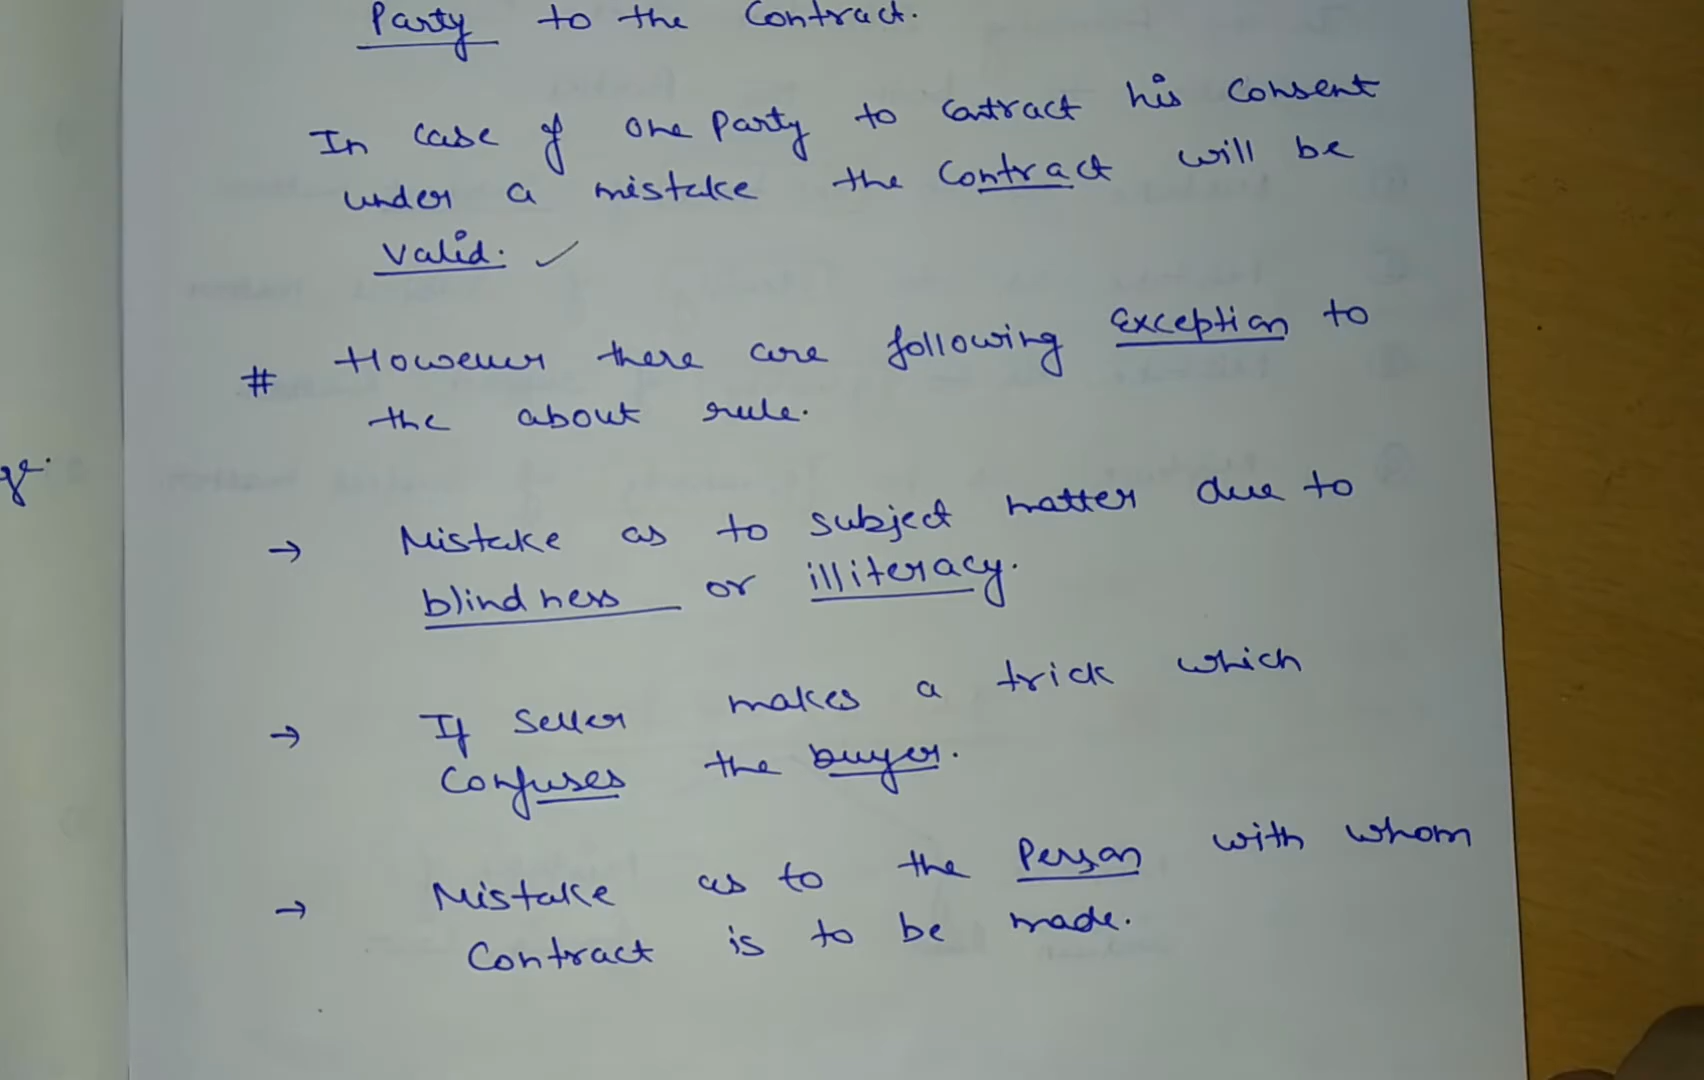 Party to the Contract.
In case of one Party to contract his consent
under a mistake the Contract will be
valid. ✓
# However there are following exception to
the about rule.
→ Mistake as to subject matter due to
blindness or illiteracy.
→ If Seller makes a trick which
Confuses the buyer.
→ Mistake as to the Person with whom
Contract is to be made.